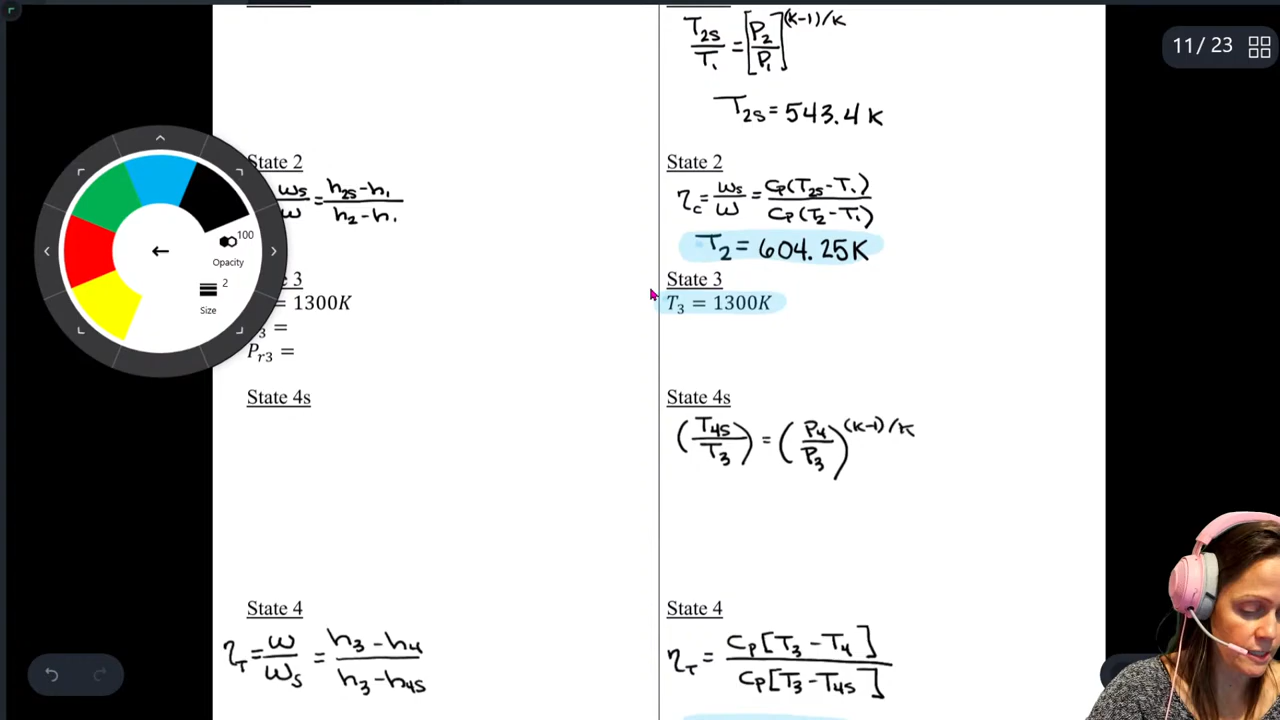 T2s/T1 = [P2/P1]^(k-1)/k
11 / 23
T2s = 543.4 K
State 2
ws/w = h2s-h1/h2-h1
100
Opacity
2
Size
3
= 1300K
3 =
Pr3 =
State 4s
State 4
ηT = w/ws = h3-h4/h3-h4s
State 2
ηc = ws/w = cp(T2s-T1)/cp(T2-T1)
T2 = 604.25K
State 3
T3 = 1300K
State 4s
(T4s/T3) = (P4/P3)^(k-1)/k
State 4
ηT = cp[T3-T4]/cp[T3-T4s]